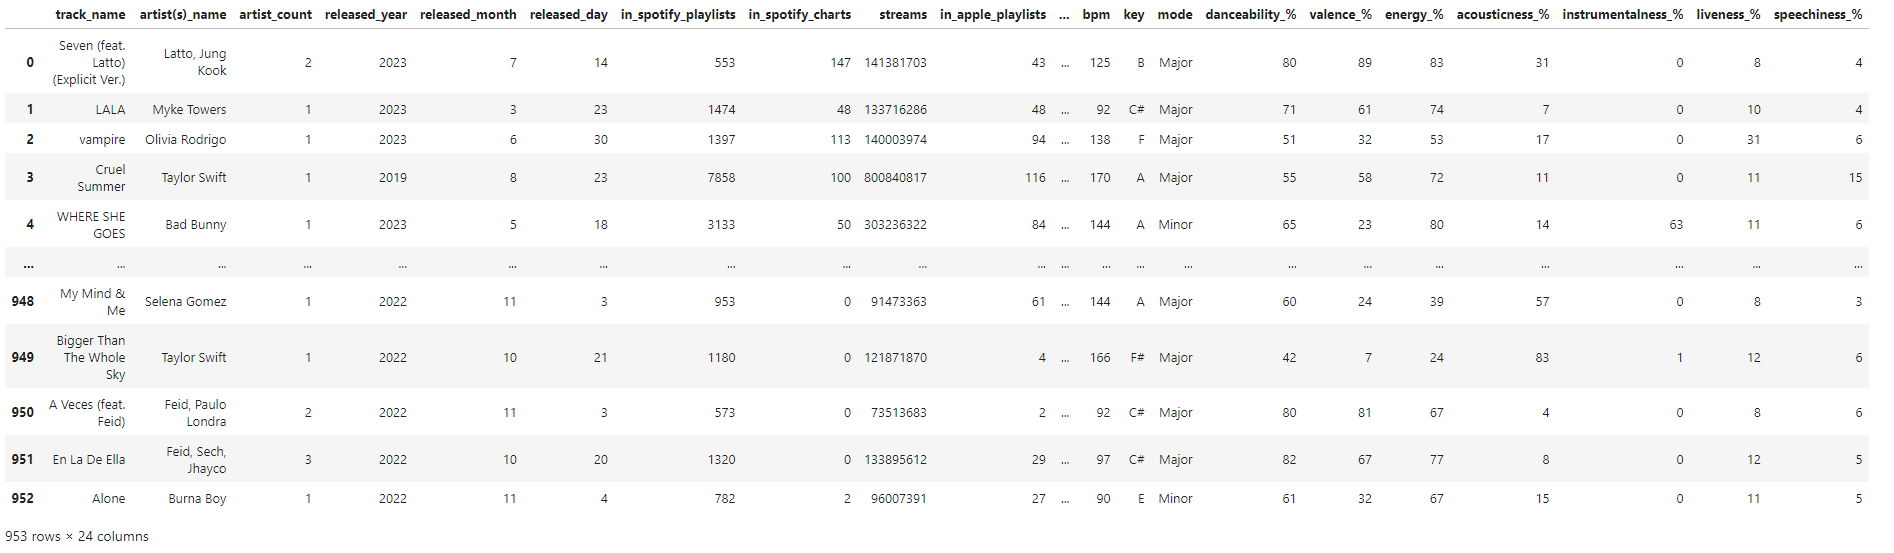 track_name artist(s)_name artist_count released_year released_month released_day in_spotify_playlists in_spotify_charts streams in_apple_playlists ... bpm key mode danceability_% valence_% energy_% acousticness_% instrumentalness_% liveness_% speechiness_%
0 Seven (feat. Latto) (Explicit Ver.) Latto, Jung Kook 2 2023 7 14 553 147 141381703 43 ... 125 B Major 80 89 83 31 0 8 4
1 LALA Myke Towers 1 2023 3 23 1474 48 133716286 48 ... 92 C# Major 71 61 74 7 0 10 4
2 vampire Olivia Rodrigo 1 2023 6 30 1397 113 140003974 94 ... 138 F Major 51 32 53 17 0 31 6
3 Cruel Summer Taylor Swift 1 2019 8 23 7858 100 800840817 116 ... 170 A Major 55 58 72 11 0 11 15
4 WHERE SHE GOES Bad Bunny 1 2023 5 18 3133 50 303236322 84 ... 144 A Minor 65 23 80 14 63 11 6
... ... ... ... ... ... ... ... ... ... ... ... ... ... ... ... ... ... ... ... ... ...
948 My Mind & Me Selena Gomez 1 2022 11 3 953 0 91473363 61 ... 144 A Major 60 24 39 57 0 8 3
949 Bigger Than The Whole Sky Taylor Swift 1 2022 10 21 1180 0 121871870 4 ... 166 F# Major 42 7 24 83 1 12 6
950 A Veces (feat. Feid) Feid, Paulo Londra 2 2022 11 3 573 0 73513683 2 ... 92 C# Major 80 81 67 4 0 8 6
951 En La De Ella Feid, Sech, Jhayco 3 2022 10 20 1320 0 133895612 29 ... 97 C# Major 82 67 77 8 0 12 5
952 Alone Burna Boy 1 2022 11 4 782 2 96007391 27 ... 90 E Minor 61 32 67 15 0 11 5
953 rows × 24 columns